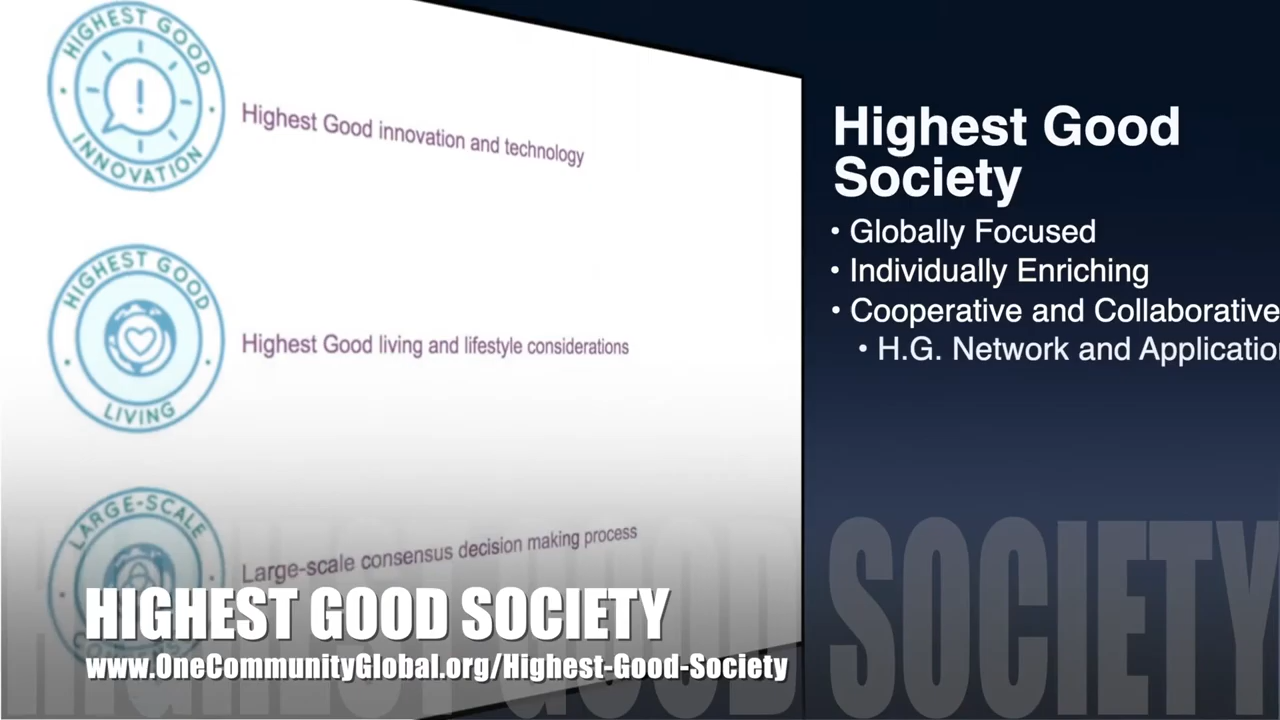 HIGHEST GOOD
INNOVATION
Highest Good innovation and technology
HIGHEST GOOD
LIVING
Highest Good living and lifestyle considerations
LARGE-SCALE
Large-scale consensus decision making process
Highest Good
Society
• Globally Focused
• Individually Enriching
• Cooperative and Collaborative
• H.G. Network and
HIGHEST GOOD SOCIETY
HIGHEST GOOD SOCIETY
www.OneCommunityGlobal.org/Highest-Good-Society